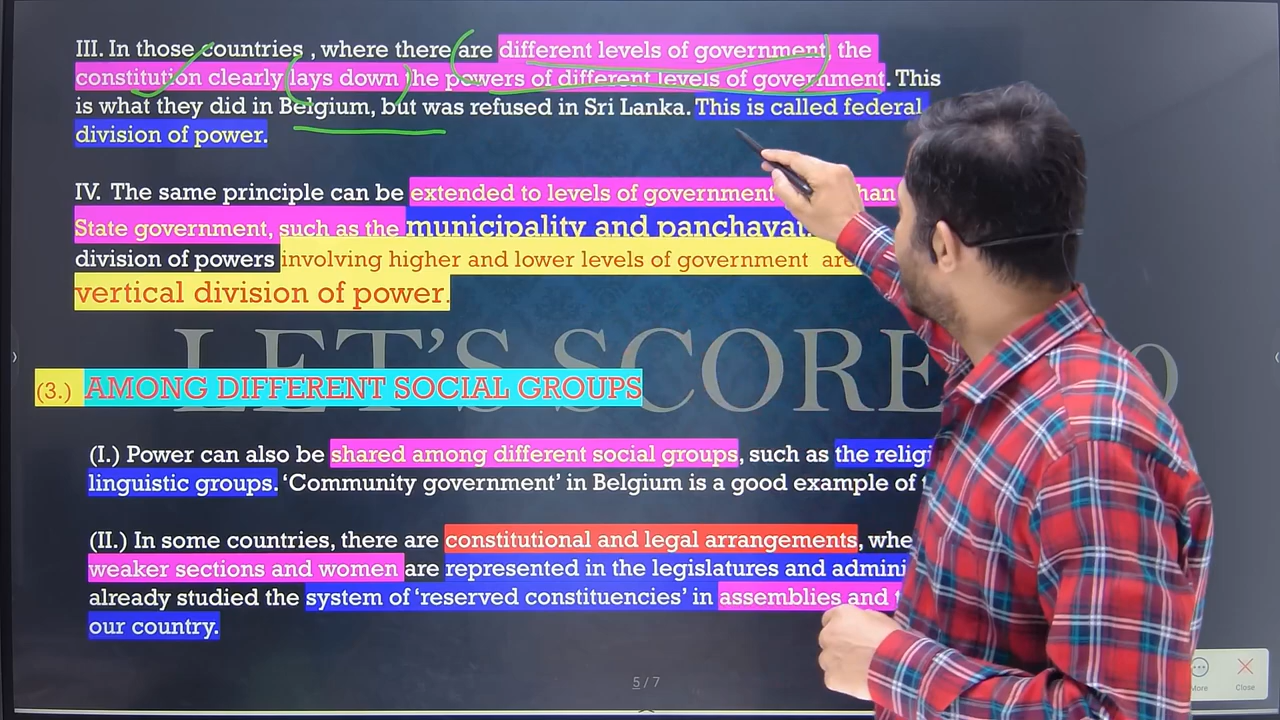 III. In those countries , where there are different levels of government, the
constitution clearly lays down the powers of different levels of government. This
is what they did in Belgium, but was refused in Sri Lanka. This is called federal
division of power.
IV. The same principle can be extended to levels of government
State government, such as the municipality and
division of powers involving higher and lower levels of government are
vertical division of power.
LET'S SCORE
(3.) AMONG DIFFERENT SOCIAL GROUPS
(I.) Power can also be shared among different social groups, such as the
linguistic groups. ‘Community government’ in Belgium is a good example of
(II.) In some countries, there are constitutional and legal arrangements,
weaker sections and women are represented in the legislatures and
already studied the system of ‘reserved constituencies’ in assemblies and
our country.
5 / 7
More Close